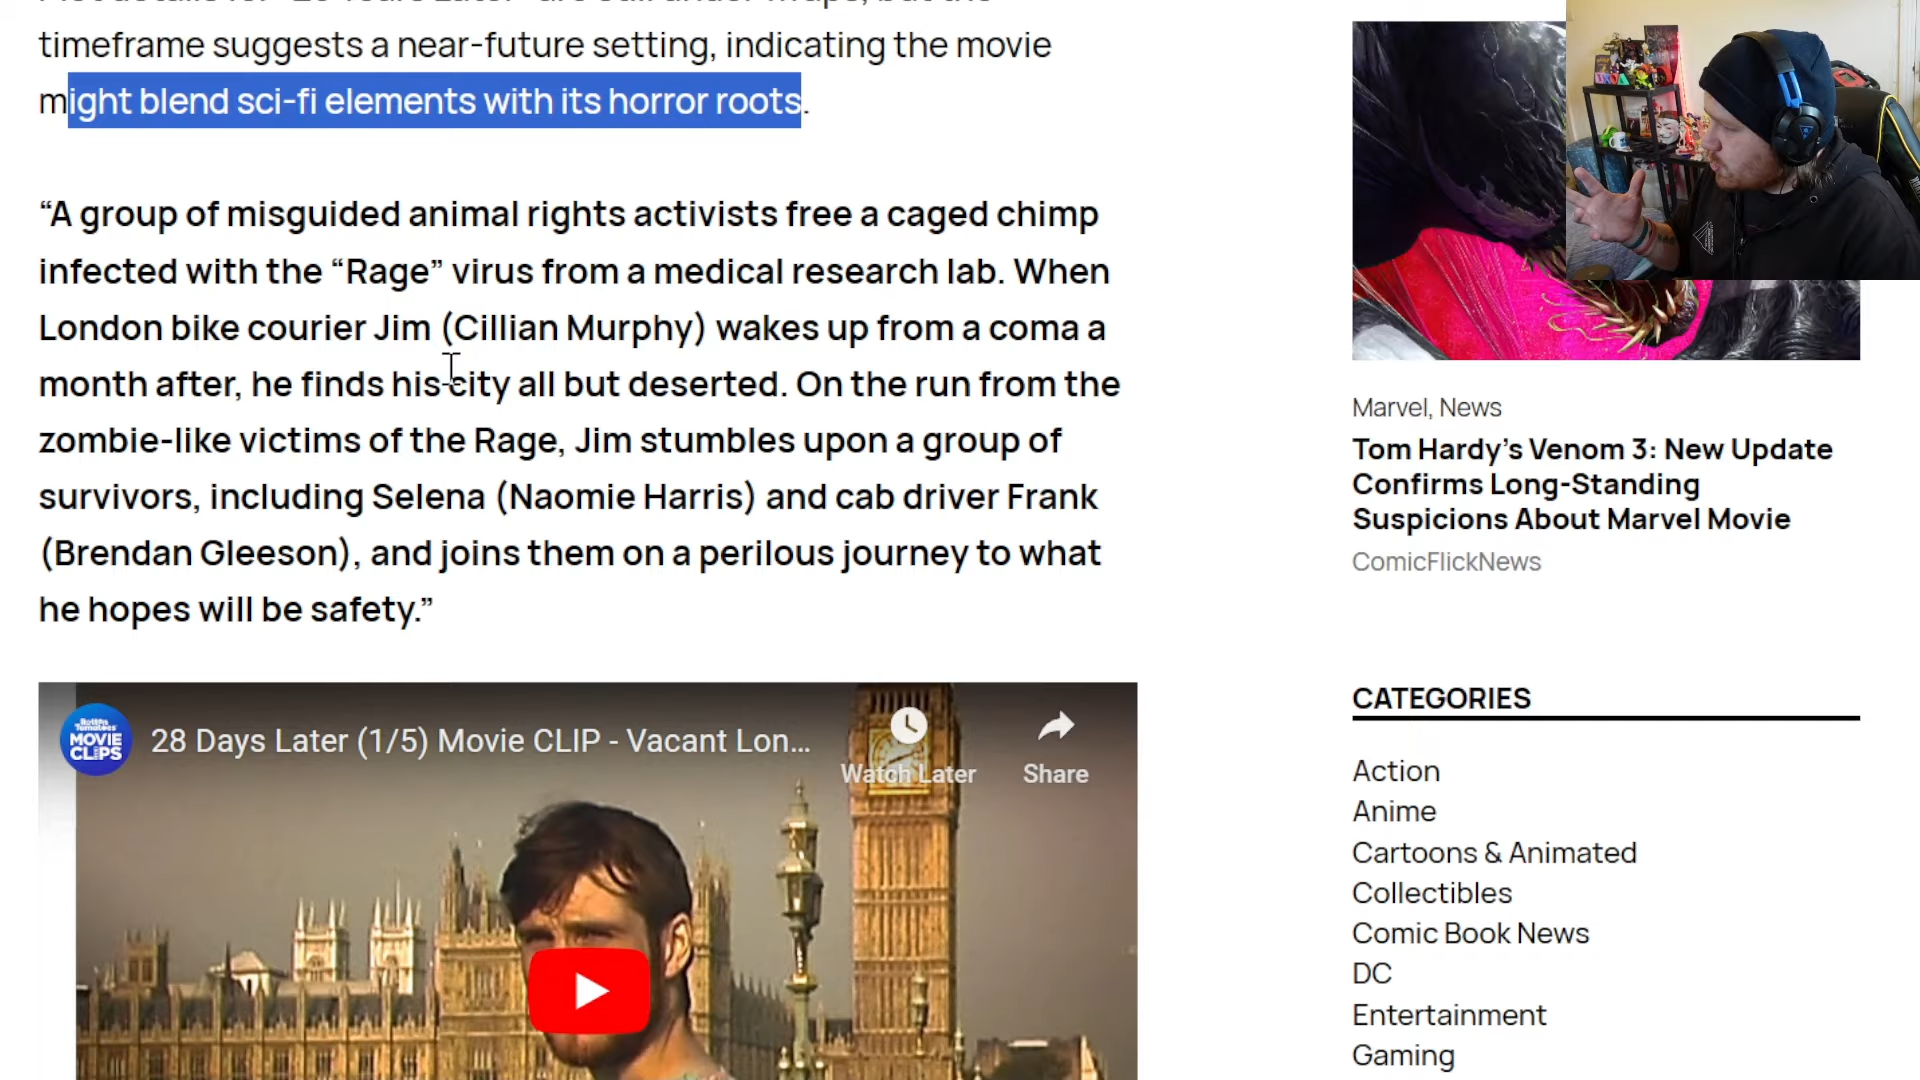 timeframe suggests a near-future setting, indicating the movie
might blend sci-fi elements with its horror roots.
“A group of misguided animal rights activists free a caged chimp
infected with the “Rage” virus from a medical research lab. When
London bike courier Jim (Cillian Murphy) wakes up from a coma a
month after, he finds his city all but deserted. On the run from the
zombie-like victims of the Rage, Jim stumbles upon a group of
survivors, including Selena (Naomie Harris) and cab driver Frank
(Brendan Gleeson), and joins them on a perilous journey to what
he hopes will be safety.”
Rotten
Tomatoes
MOVIE
CLIPS
28 Days Later (1/5) Movie CLIP - Vacant Lon...
Watch Later
Share
Marvel, News
Tom Hardy’s Venom 3: New Update
Confirms Long-Standing
Suspicions About Marvel Movie
ComicFlickNews
CATEGORIES
Action
Anime
Cartoons & Animated
Collectibles
Comic Book News
DC
Entertainment
Gaming